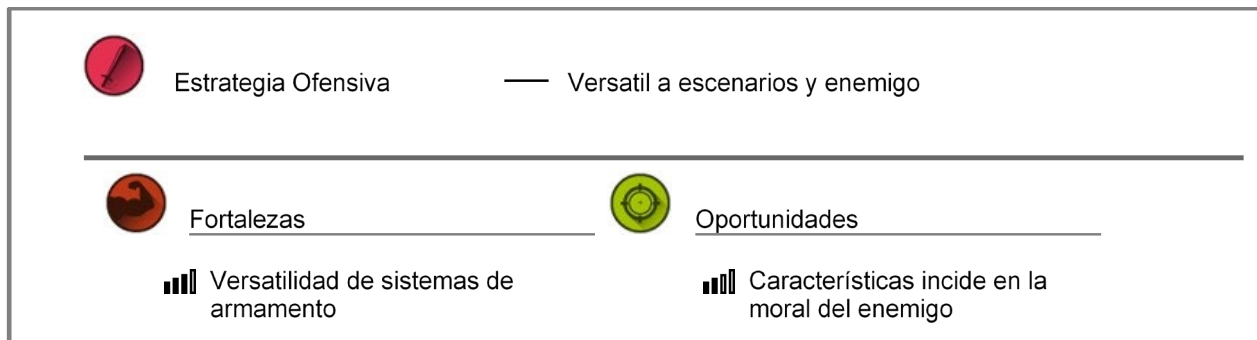 Estrategia Ofensiva — Versatil a escenarios y enemigo
Fortalezas
Oportunidades
Versatilidad de sistemas de
armamento
Características incide en la
moral del enemigo